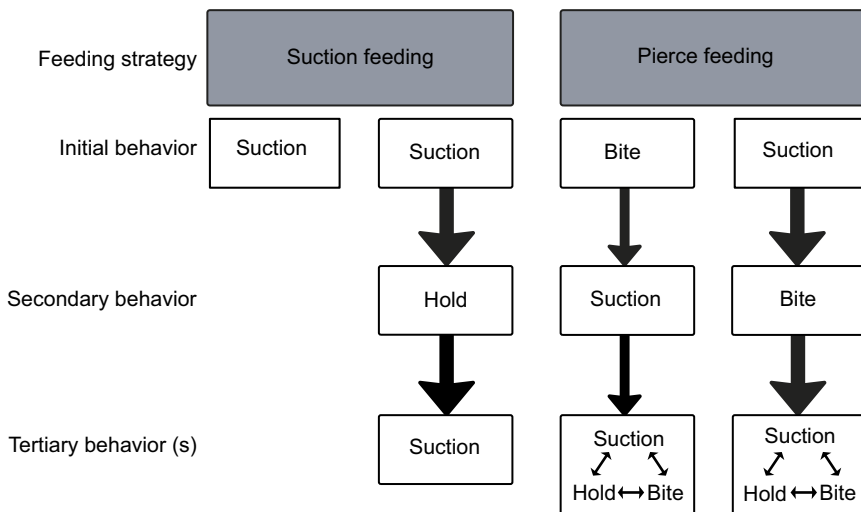 Feeding strategy
Suction feeding
Pierce feeding
Initial behavior
Suction
Suction
Bite
Suction
Secondary behavior
Hold
Suction
Bite
Tertiary behavior (s)
Suction
Suction
Hold
Bite
Suction
Hold
Bite